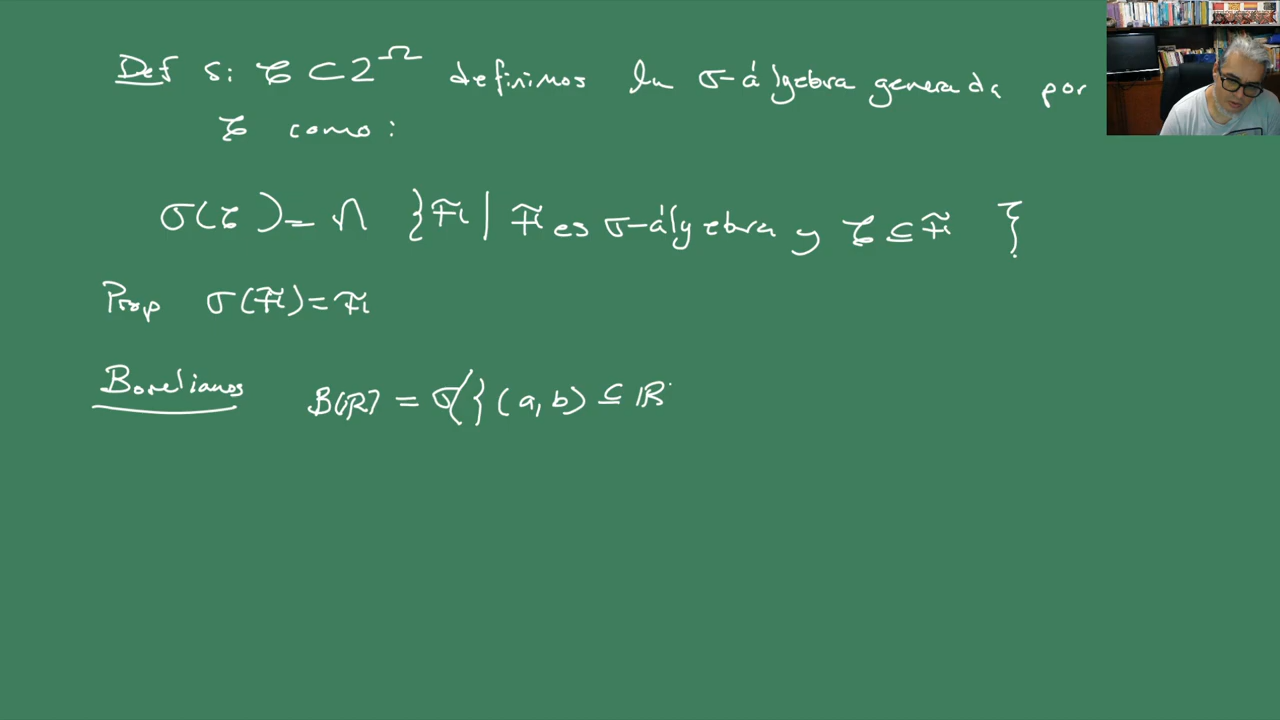 Def Si 𝒞 ⊂ 2^Ω definimos la σ-álgebra generada por
𝒞 como:
σ(𝒞) = ∩ {ℱ | ℱ es σ-álgebra y 𝒞 ⊆ ℱ }
Prop σ(ℱ) = ℱ
Borelianos B(ℝ) = σ({(a, b) ⊆ ℝ